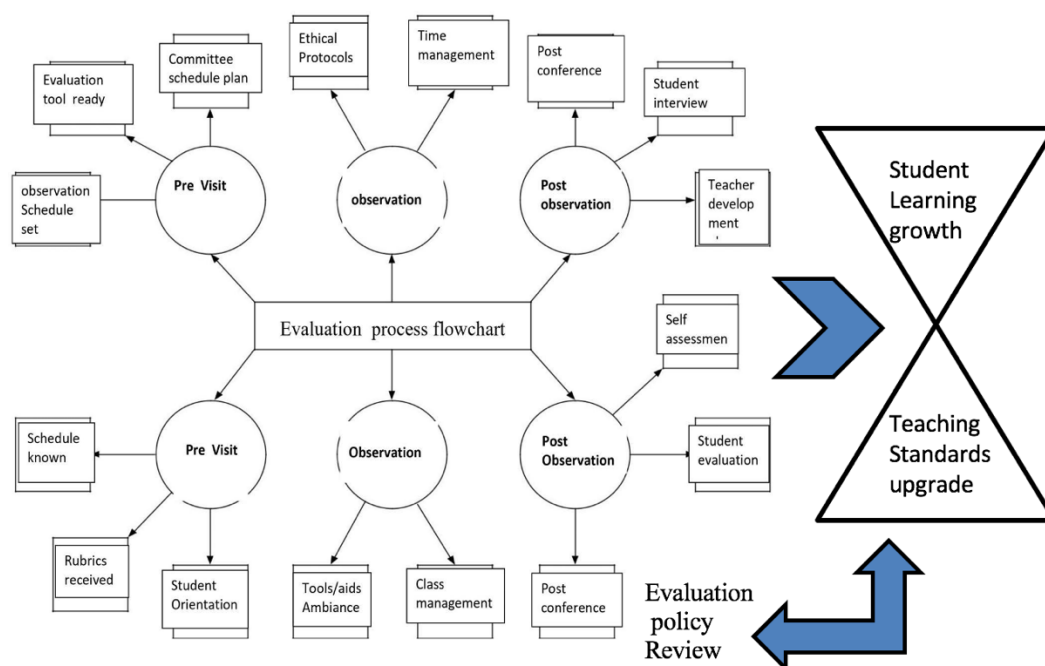 Ethical
Protocols
Time
management
Committee
schedule plan
Post
conference
Evaluation
tool ready
Student
interview
Pre Visit
observation
Post
observation
observation
Schedule
set
Teacher
develop
ment
Student
Learning
growth
Evaluation process flowchart
Self
assessmen
Schedule
known
Pre Visit
Observation
Post
Observation
Student
evaluation
Teaching
Standards
upgrade
Rubrics
received
Student
Orientation
Tools/aids
Ambiance
Class
management
Post
conference
Evaluation
policy
Review